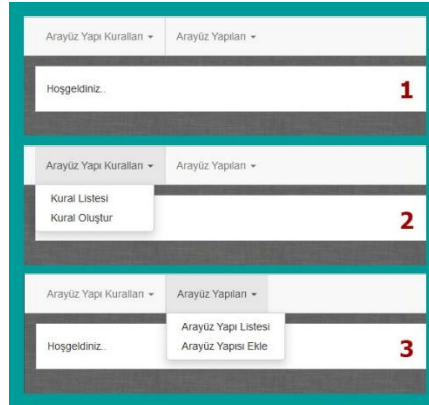 Arayüz Yapı Kuralları Arayüz Yapıları
Hoşgeldiniz..
1
Arayüz Yapı Kuralları Arayüz Yapıları
Kural Listesi
Kural Oluştur
2
Arayüz Yapı Kuralları Arayüz Yapıları
Arayüz Yapı Listesi
Arayüz Yapısı Ekle
Hoşgeldiniz..
3